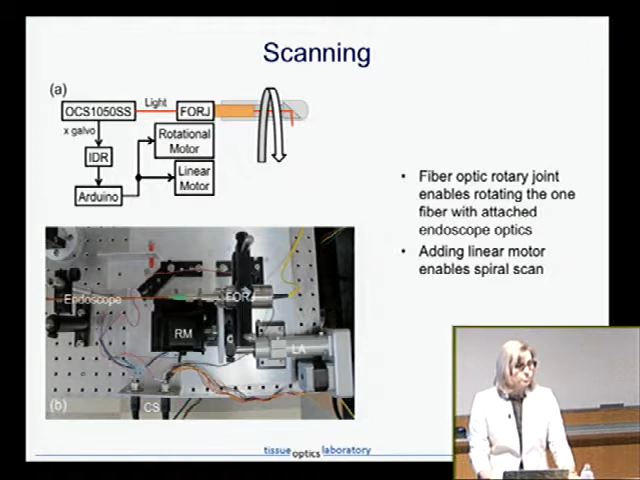 Scanning
(a)
OCS1050SS
Light
FORJ
x galvo
Rotational
Motor
IDR
Linear
Motor
Arduino
• Fiber optic rotary joint
enables rotating the one
fiber with attached
endoscope optics
• Adding linear motor
enables spiral scan
Endoscope
FORJ
RM
LA
CS
(b)
tissue optics laboratory